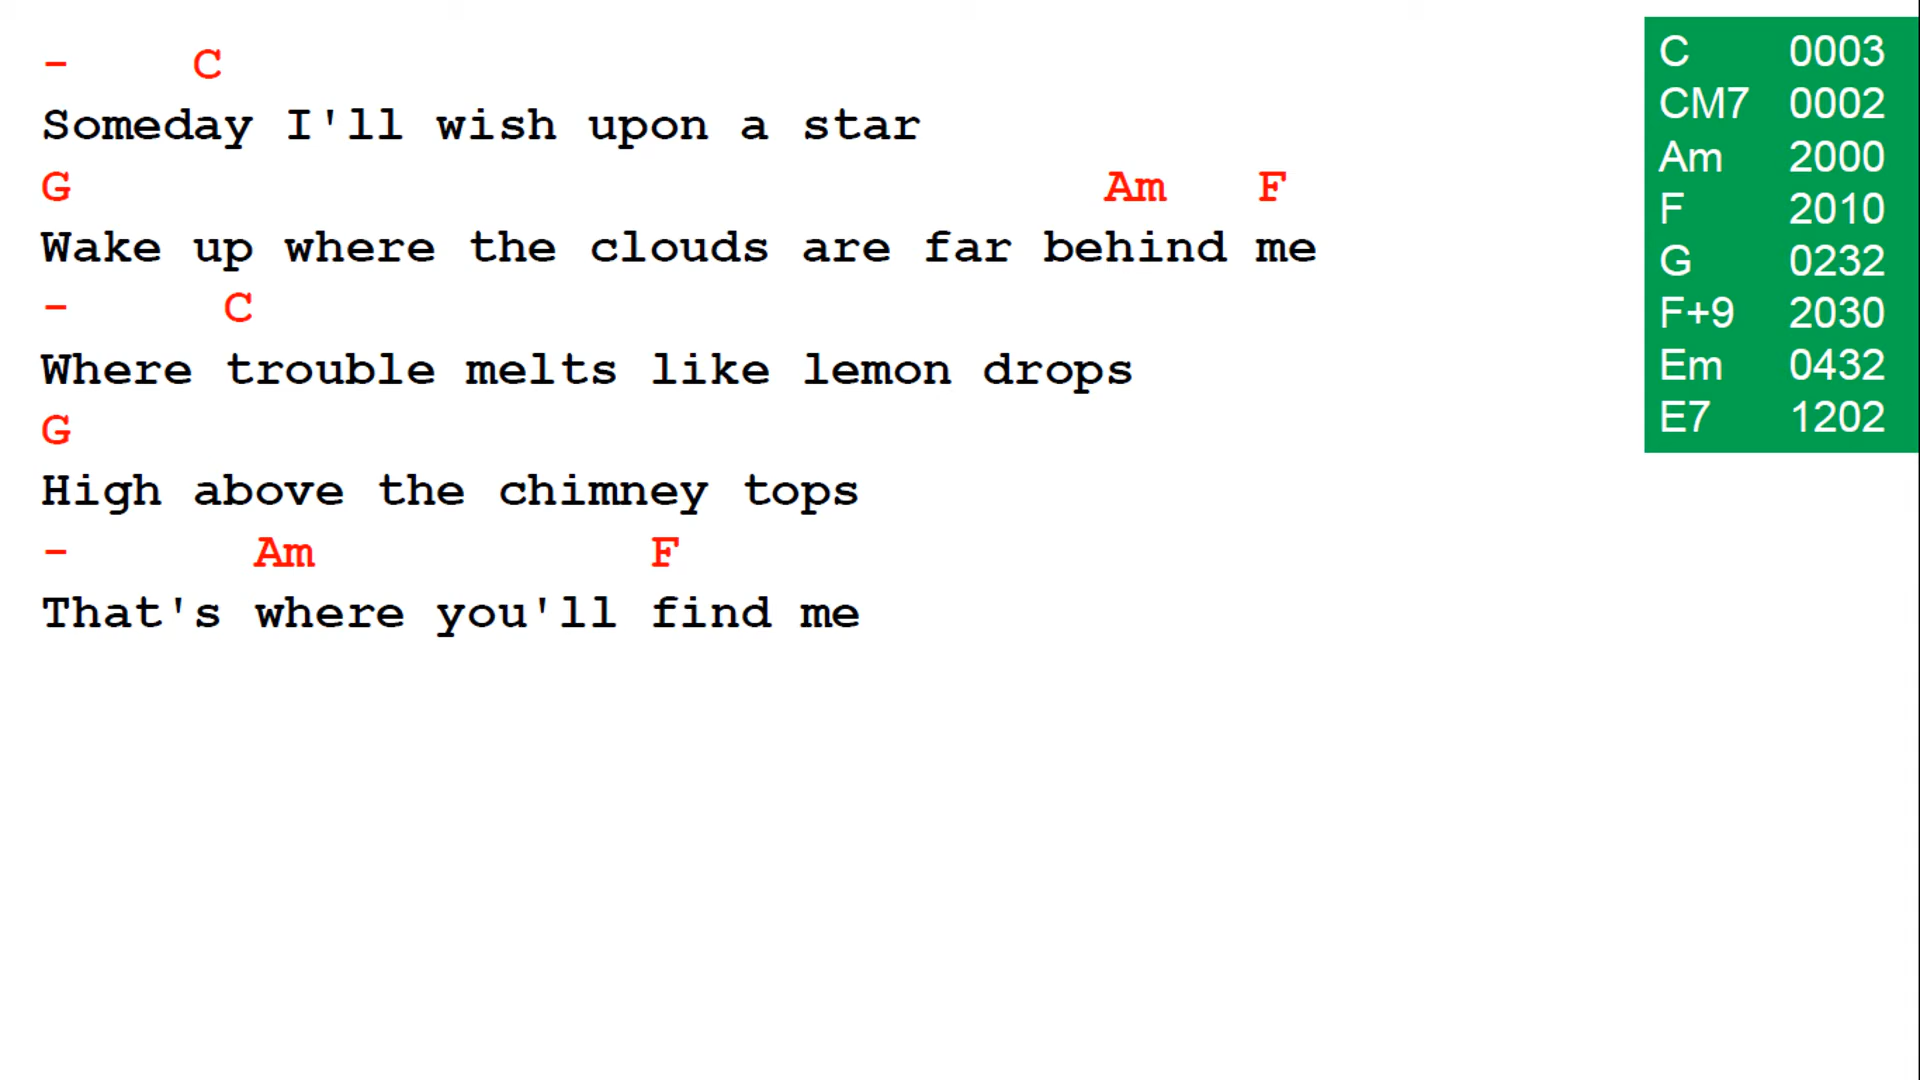 - C
Someday I'll wish upon a star
G Am F
Wake up where the clouds are far behind me
- C
Where trouble melts like lemon drops
G
High above the chimney tops
- Am F
That's where you'll find me
C 0003
CM7 0002
Am 2000
F 2010
G 0232
F+9 2030
Em 0432
E7 1202